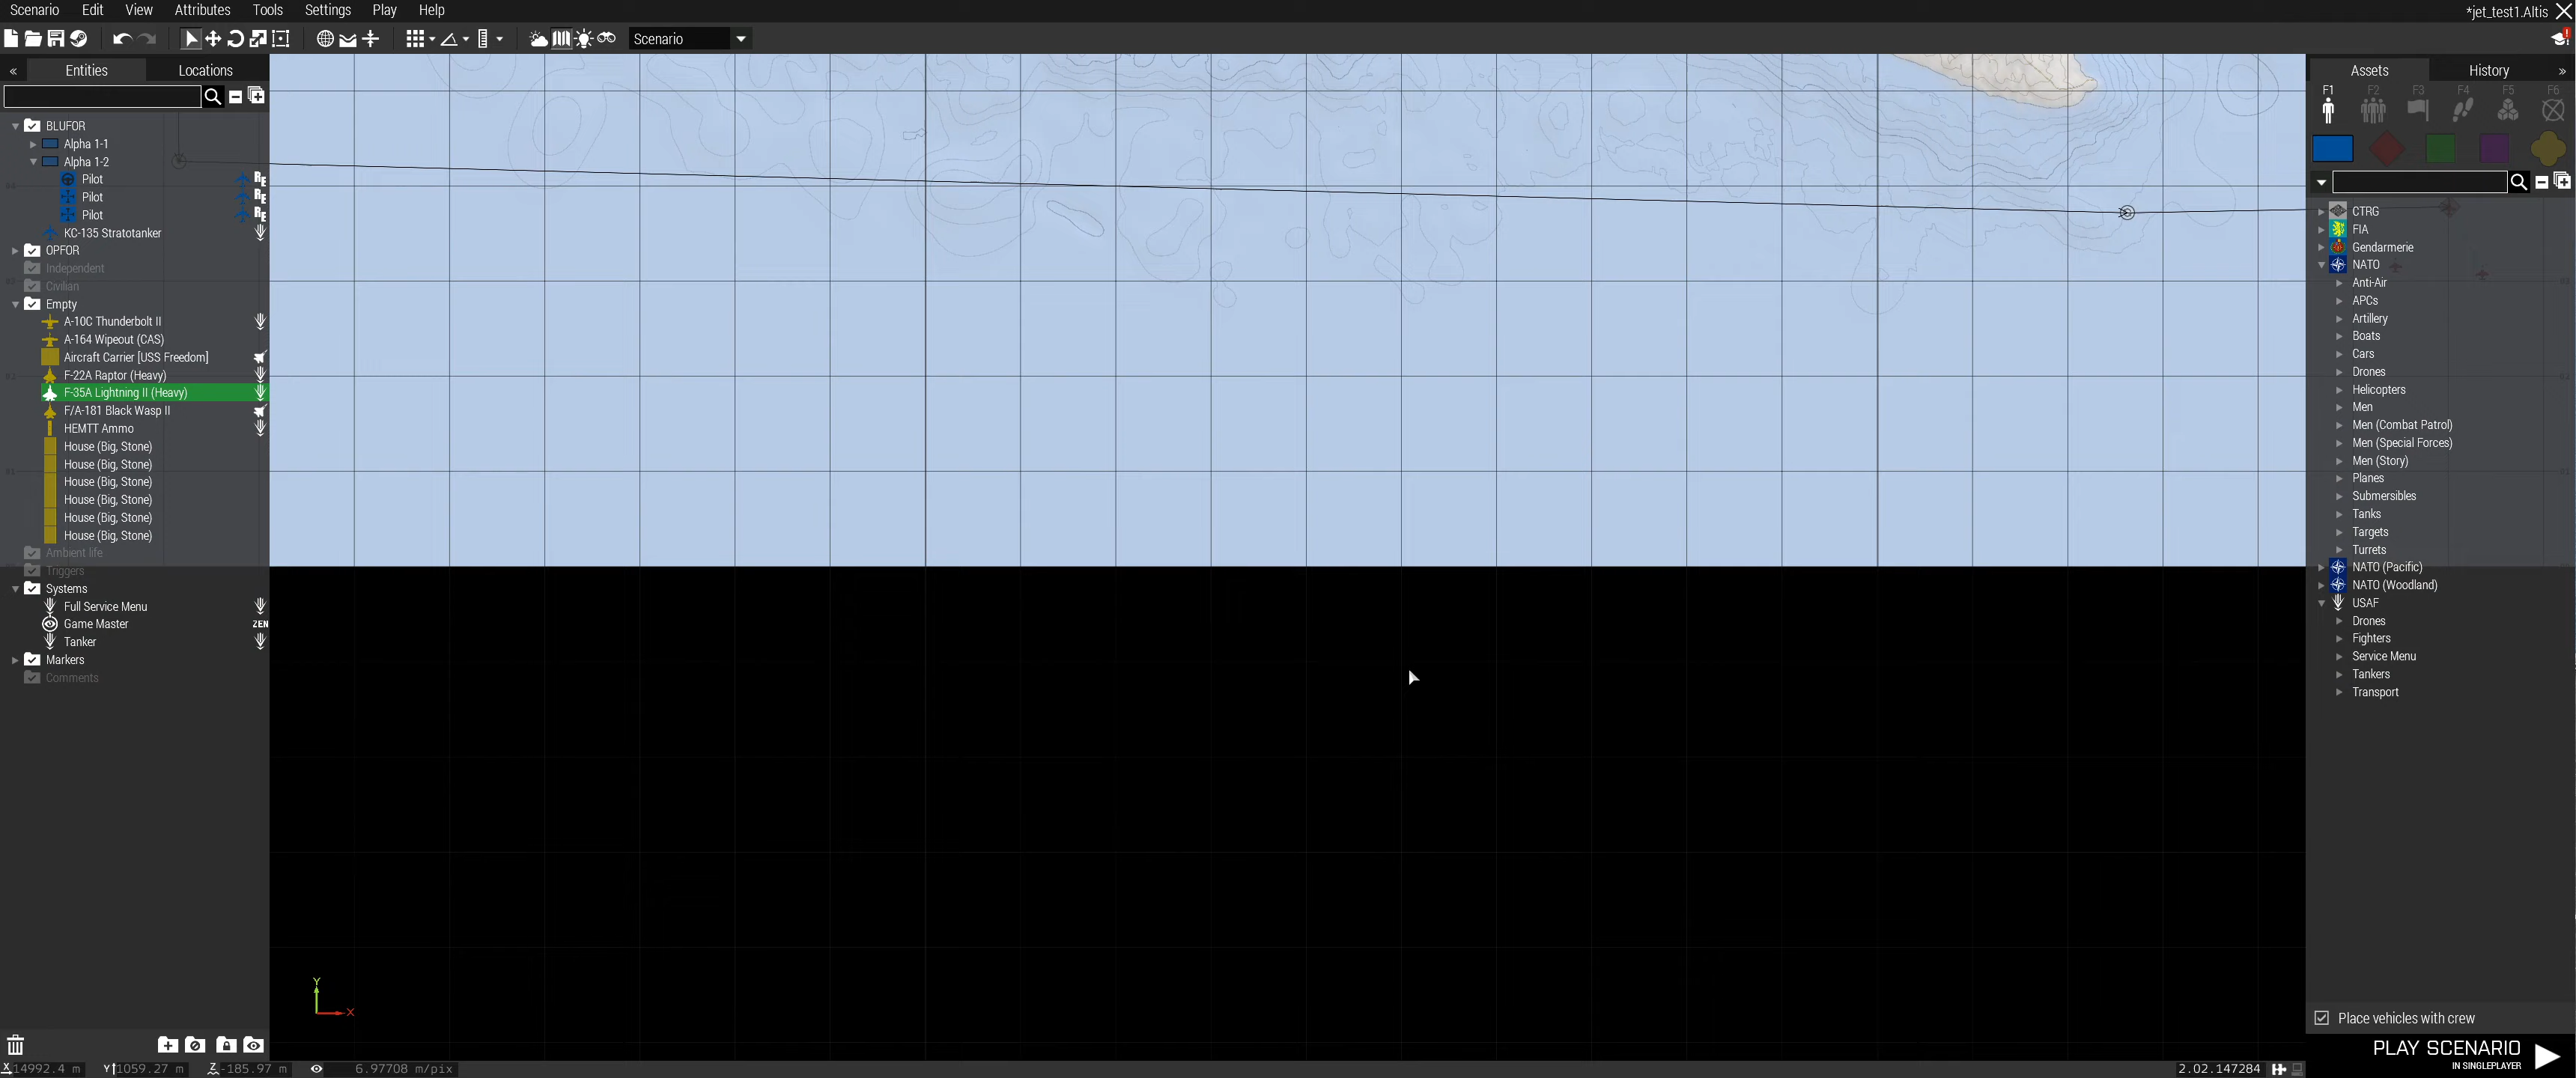 Scenario Edit View Attributes Tools Settings Play Help
*jet_test1.Altis
Scenario
Entities Locations
BLUFOR
Alpha 1-1
Alpha 1-2
Pilot
Pilot
Pilot
KC-135 Stratotanker
OPFOR
Independent
Civilian
Empty
A-10C Thunderbolt II
A-164 Wipeout (CAS)
Aircraft Carrier [USS Freedom]
F-22A Raptor (Heavy)
F-35A Lightning II (Heavy)
F/A-181 Black Wasp II
HEMTT Ammo
House (Big, Stone)
House (Big, Stone)
House (Big, Stone)
House (Big, Stone)
House (Big, Stone)
House (Big, Stone)
Ambient life
Triggers
Systems
Full Service Menu
Game Master ZEN
Tanker
Markers
Comments
Y
X
X 14992.4 m Y 1059.27 m Z -185.97 m 6.97708 m/pix
2.02.147284
Assets History
F1 F2 F3 F4 F5 F6
CTRG
FIA
Gendarmerie
NATO
Anti-Air
APCs
Artillery
Boats
Cars
Drones
Helicopters
Men
Men (Combat Patrol)
Men (Special Forces)
Men (Story)
Planes
Submersibles
Tanks
Targets
Turrets
NATO (Pacific)
NATO (Woodland)
USAF
Drones
Fighters
Service Menu
Tankers
Transport
Place vehicles with crew
PLAY SCENARIO
IN SINGLEPLAYER